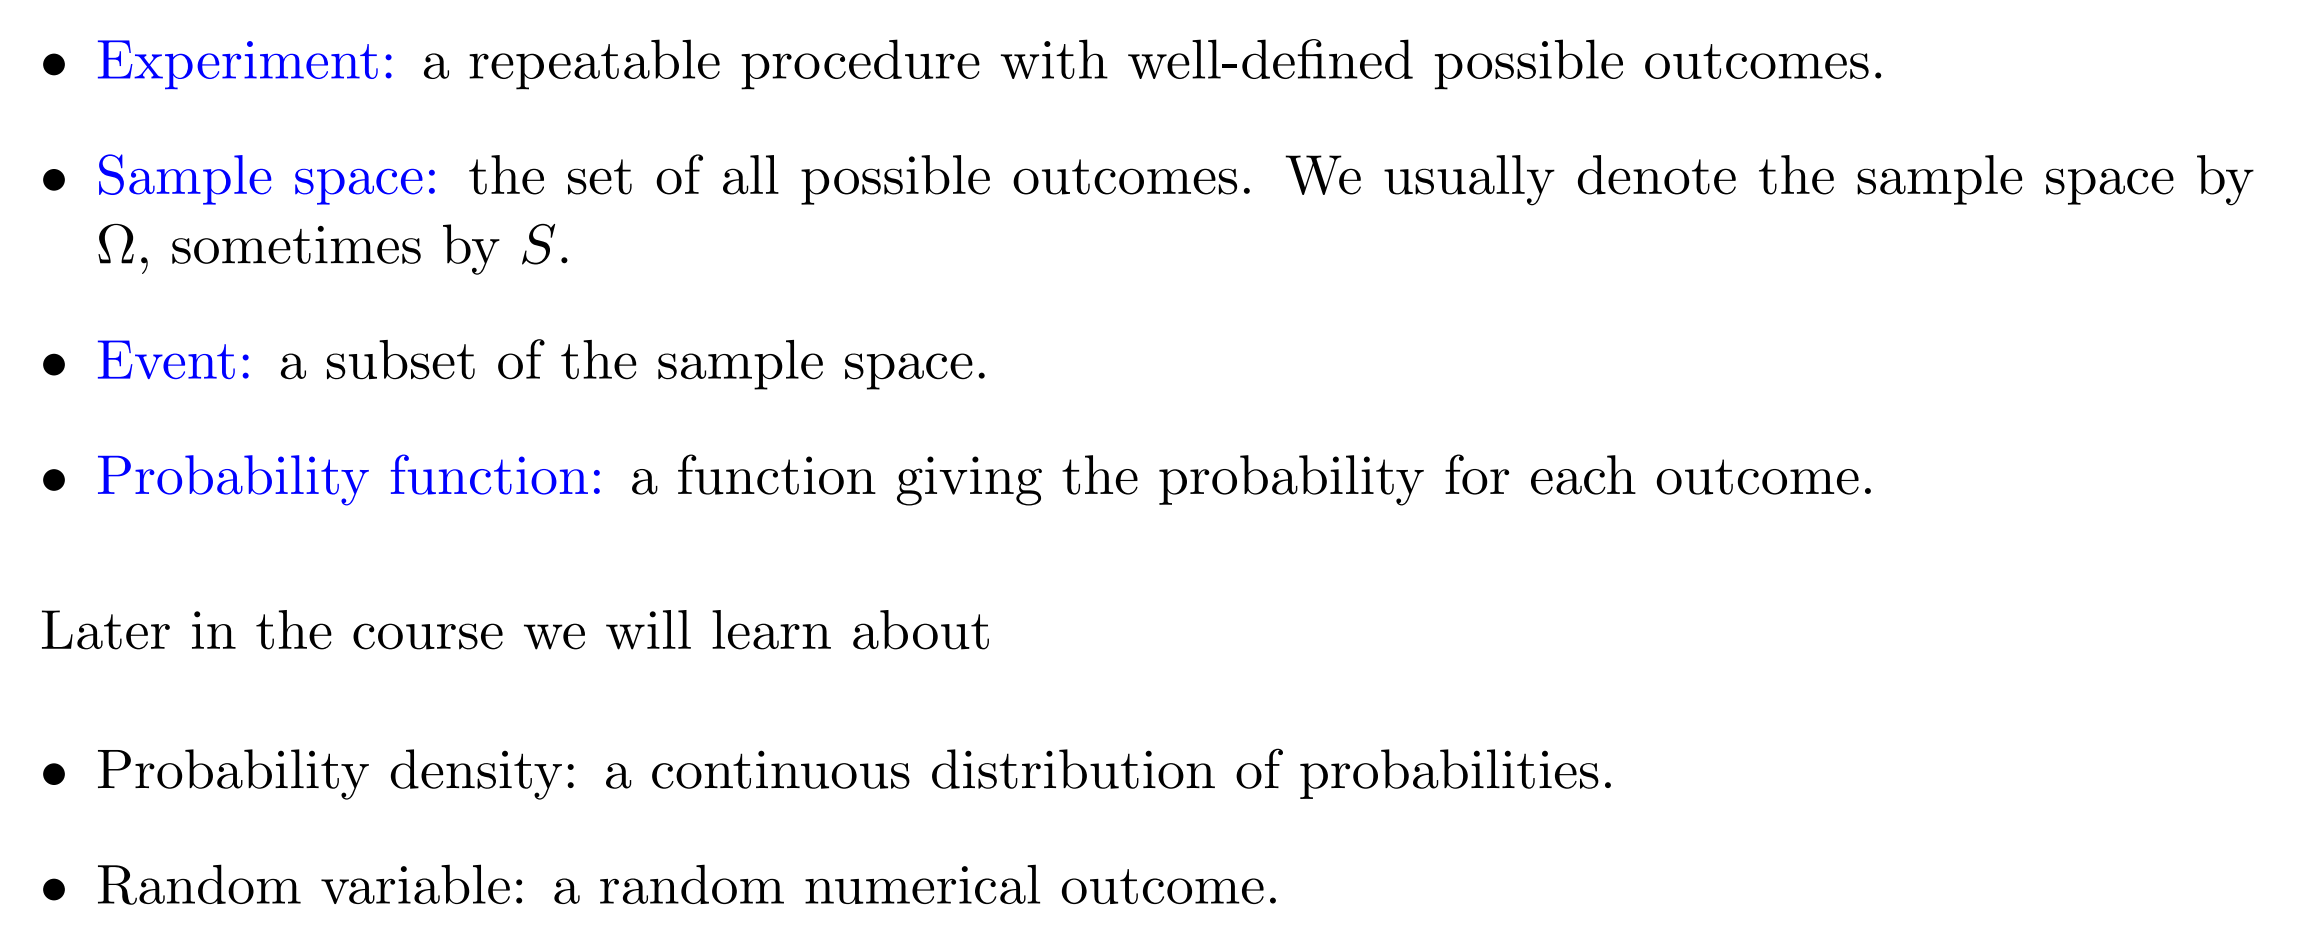 • Experiment: a repeatable procedure with well-defined possible outcomes.
• Sample space: the set of all possible outcomes. We usually denote the sample space by
Ω, sometimes by S.
• Event: a subset of the sample space.
• Probability function: a function giving the probability for each outcome.
Later in the course we will learn about
• Probability density: a continuous distribution of probabilities.
• Random variable: a random numerical outcome.